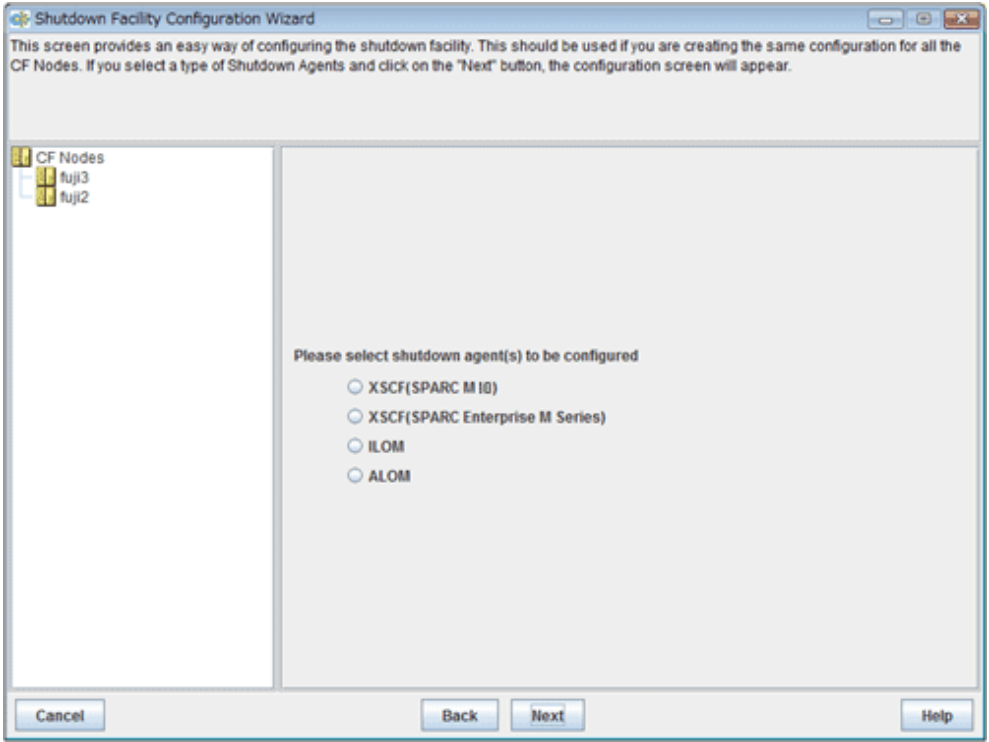 Shutdown Facility Configuration Wizard
This screen provides an easy way of configuring the shutdown facility. This should be used if you are creating the same configuration for all the
CF Nodes. If you select a type of Shutdown Agents and click on the "Next" button, the configuration screen will appear.
CF Nodes
fuji3
fuji2
Please select shutdown agent(s) to be configured
XSCF(SPARC M10)
XSCF(SPARC Enterprise M Series)
ILOM
ALOM
Cancel
Back
Next
Help